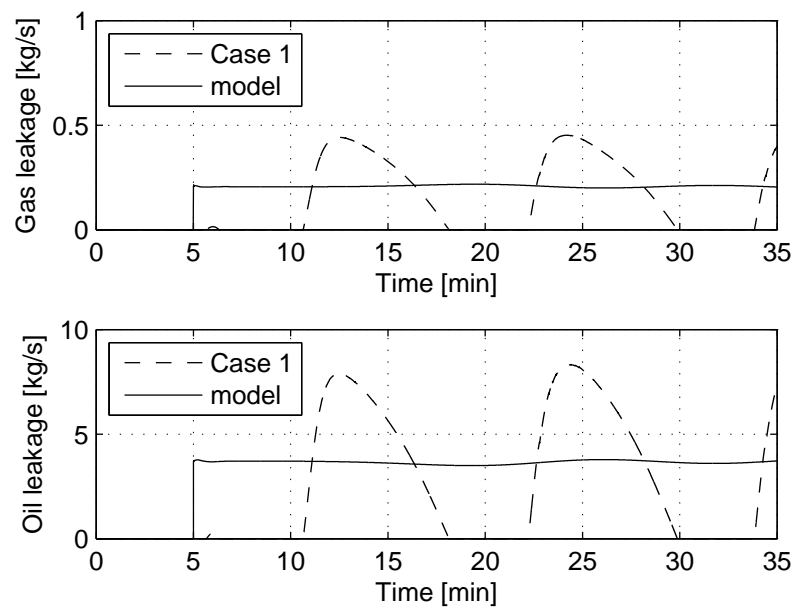 Gas leakage [kg/s]
1
0.5
0
Case 1
model
0 5 10 15 20 25 30 35
Time [min]
Oil leakage [kg/s]
10
5
0
Case 1
model
0 5 10 15 20 25 30 35
Time [min]